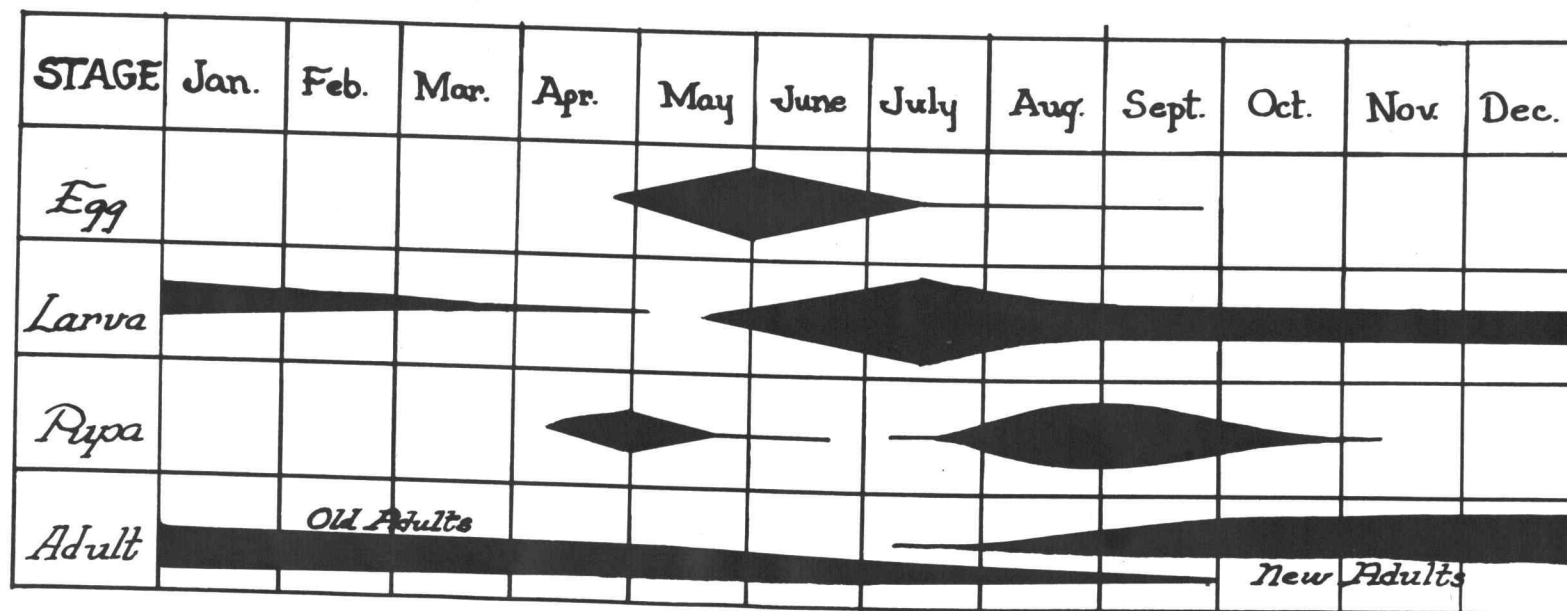 STAGE Jan. Feb. Mar. Apr. May June July Aug. Sept. Oct. Nov. Dec.
Egg
Larva
Pupa
Old Adults
Adult
New Adults